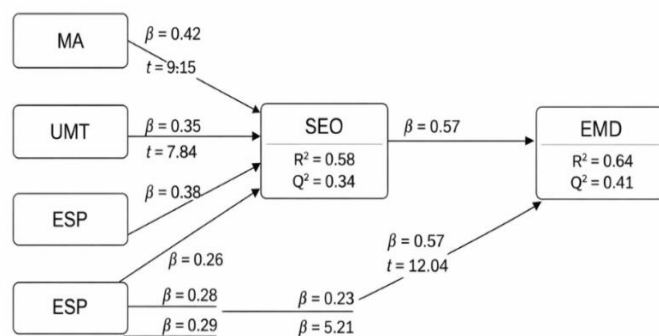 MA
β = 0.42
t = 9:15
UMT
β = 0.35
t = 7.84
SEO
R² = 0.58
Q² = 0.34
β = 0.57
EMD
R² = 0.64
Q² = 0.41
ESP
β = 0.38
β = 0.26
β = 0.57
t = 12.04
ESP
β = 0.28
β = 0.23
β = 0.29
β = 5.21